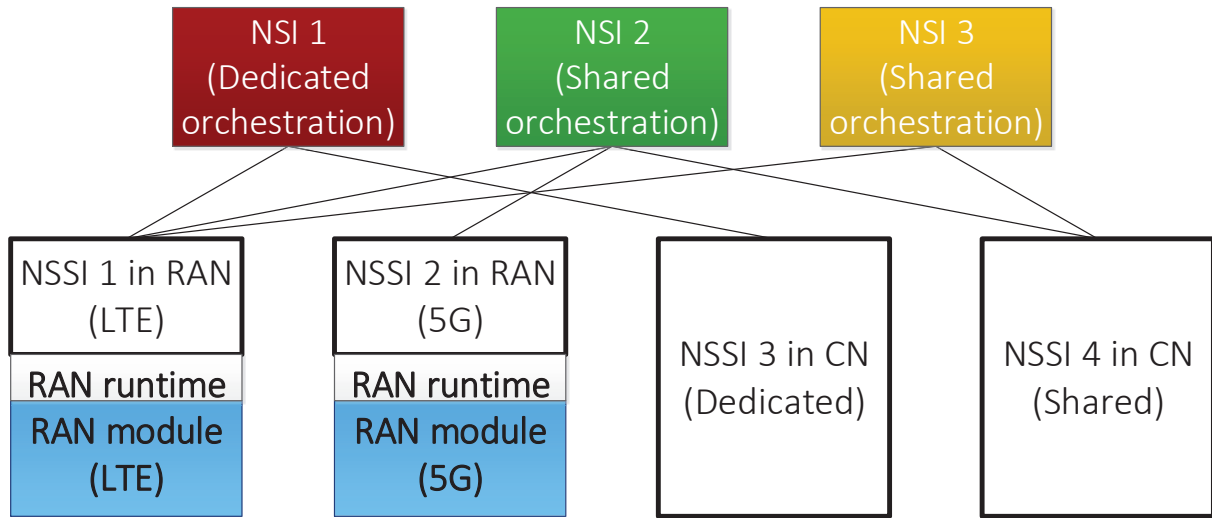 NSI 1
(Dedicated
orchestration)
NSI 2
(Shared
orchestration)
NSI 3
(Shared
orchestration)
NSSI 1 in RAN
(LTE)
RAN runtime
RAN module
(LTE)
NSSI 2 in RAN
(5G)
RAN runtime
RAN module
(5G)
NSSI 3 in CN
(Dedicated)
NSSI 4 in CN
(Shared)